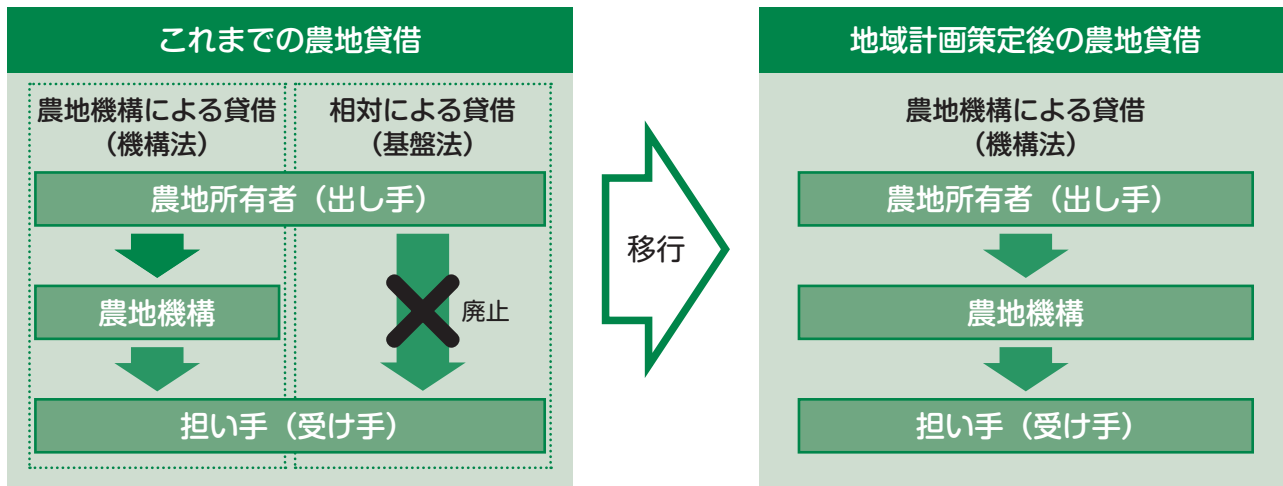 これまでの農地貸借
農地機構による貸借
（機構法）
相対による貸借
（基盤法）
農地所有者（出し手）
農地機構
廃止
担い手（受け手）
移行
地域計画策定後の農地貸借
農地機構による貸借
（機構法）
農地所有者（出し手）
農地機構
担い手（受け手）